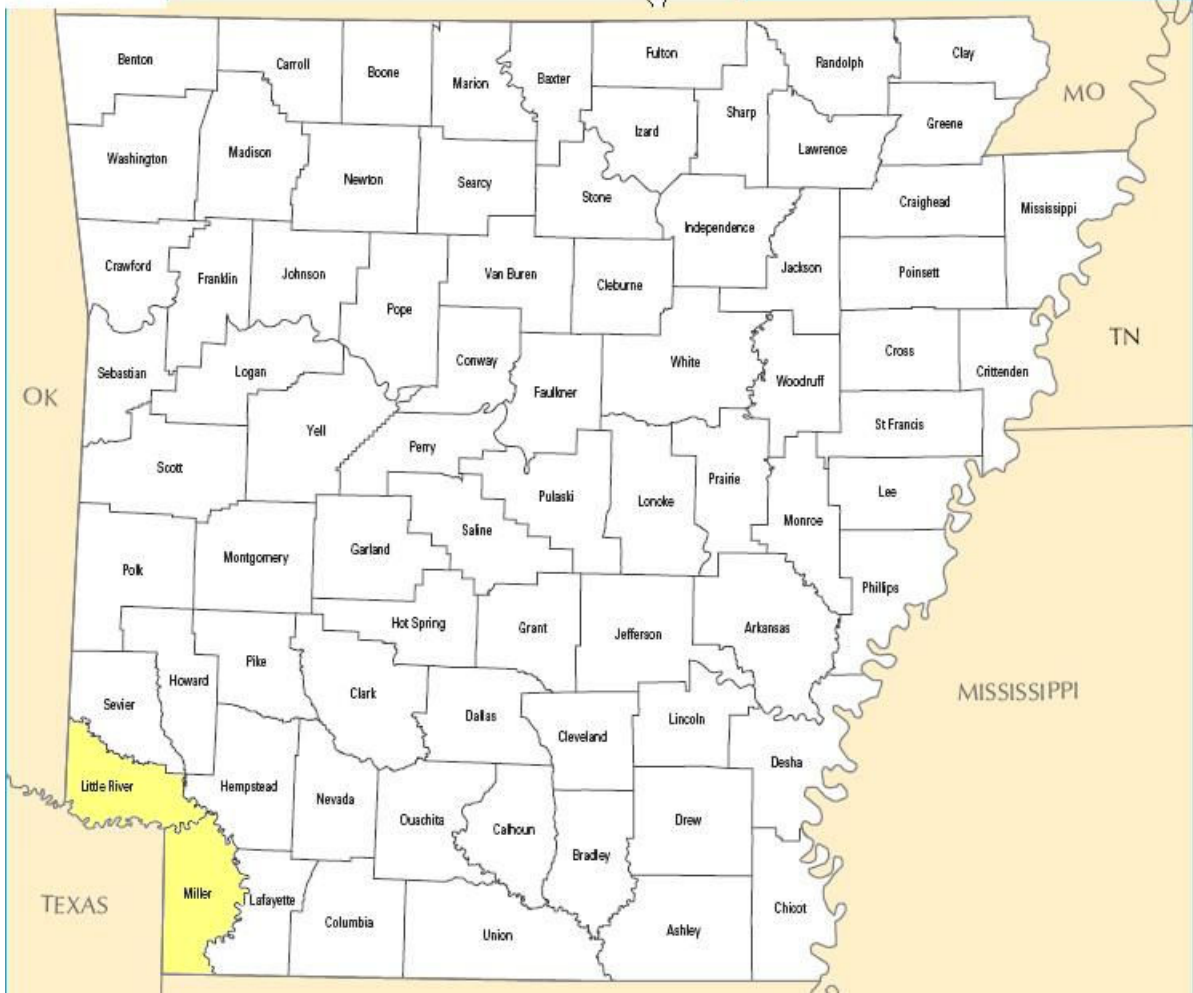 Benton
Carroll
Boone
Marion
Baxter
Fulton
Randolph
Clay
MO
Sharp
Izard
Greene
Washington
Madison
Lawrence
Newton
Searcy
Stone
Craighead
Mississippi
Independence
Crawford
Franklin
Johnson
Van Buren
Cleburne
Jackson
Poinsett
Pope
TN
Sebastian
Logan
Conway
White
Cross
Woodruff
Crittenden
OK
Faulkner
Yell
St Francis
Perry
Scott
Pulaski
Lonoke
Prairie
Lee
Monroe
Saline
Garland
Montgomery
Polk
Phillips
Hot Spring
Grant
Jefferson
Arkansas
Pike
Howard
Clark
MISSISSIPPI
Sevier
Dallas
Lincoln
Cleveland
Desha
Little River
Hempstead
Nevada
Ouachita
Calhoun
Drew
Bradley
TEXAS
Miller
Lafayette
Columbia
Union
Ashley
Chicot